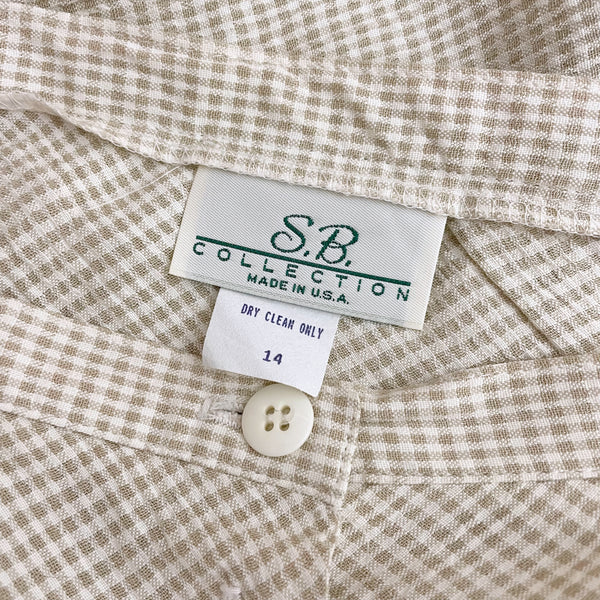 S.B.
COLLECTION
MADE IN U.S.A.
DRY CLEAN ONLY
14